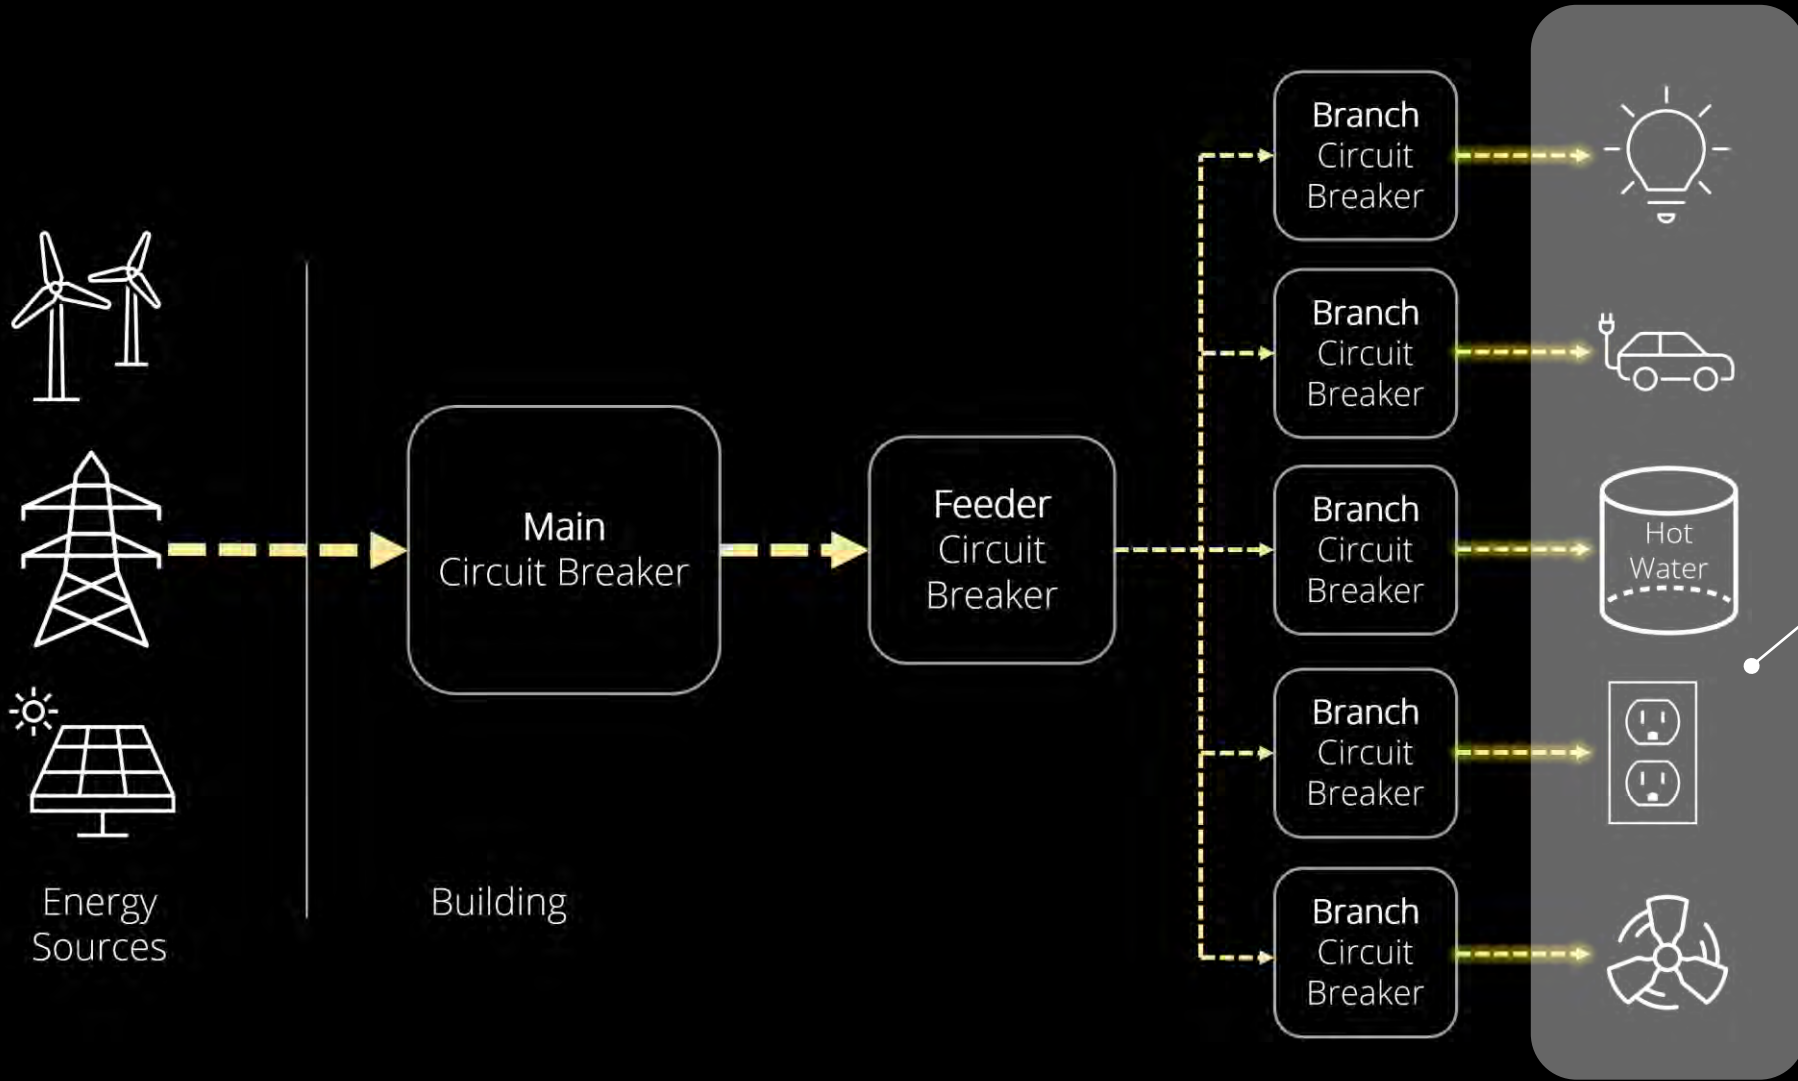 Energy
Sources
Building
Main
Circuit Breaker
Feeder
Circuit
Breaker
Branch
Circuit
Breaker
Branch
Circuit
Breaker
Branch
Circuit
Breaker
Branch
Circuit
Breaker
Branch
Circuit
Breaker
Hot
Water